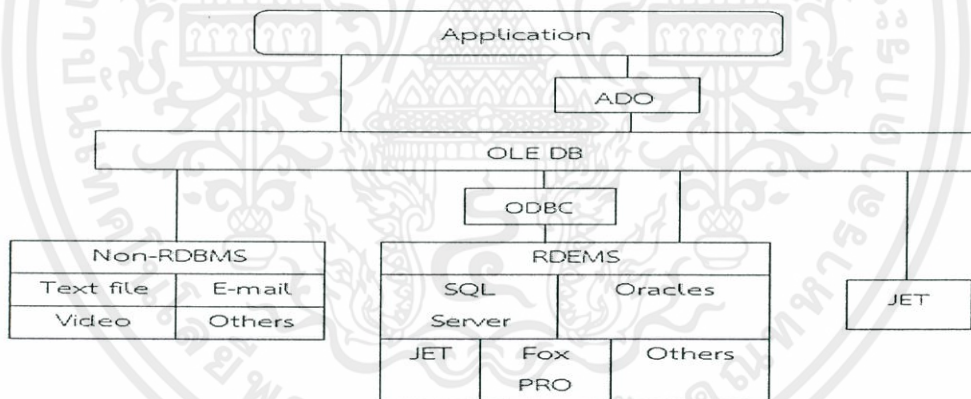 Application
ADO
OLE DB
ODBC
Non-RDBMS
Text file
E-mail
Video
Others
RDEMS
SQL
Server
Oracles
JET
Fox
PRO
Others
JET